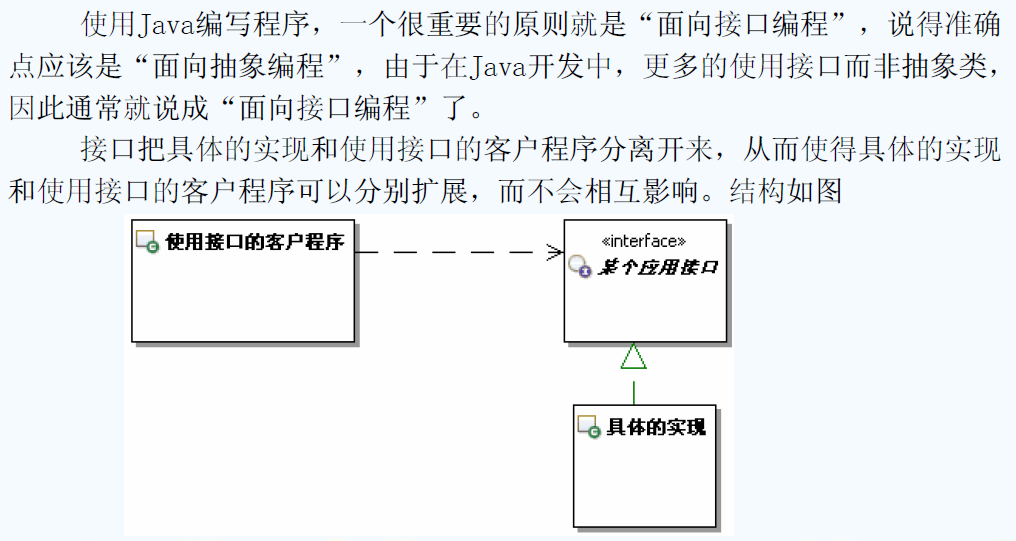 使用Java编写程序，一个很重要的原则就是“面向接口编程”，说得准确
点应该是“面向抽象编程”，由于在Java开发中，更多的使用接口而非抽象类，
因此通常就说成“面向接口编程”了。
接口把具体的实现和使用接口的客户程序分离开来，从而使得具体的实现
和使用接口的客户程序可以分别扩展，而不会相互影响。结构如图
使用接口的客户程序
«interface»
某个应用接口
具体的实现